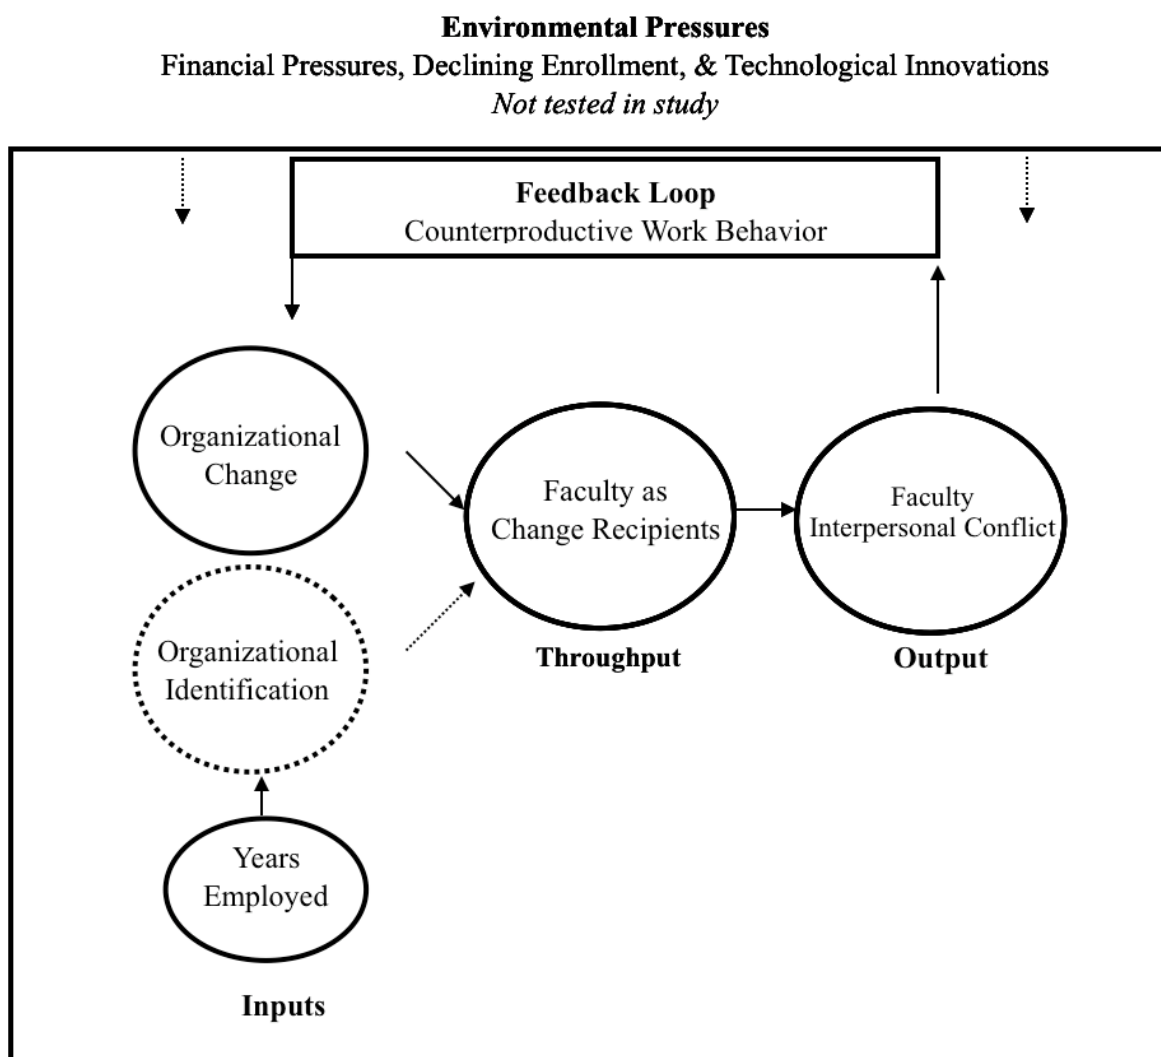 Environmental Pressures
Financial Pressures, Declining Enrollment, & Technological Innovations
Not tested in study
Feedback Loop
Counterproductive Work Behavior
Organizational
Change
Faculty as
Change Recipients
Faculty
Interpersonal Conflict
Organizational
Identification
Throughput
Output
Years
Employed
Inputs